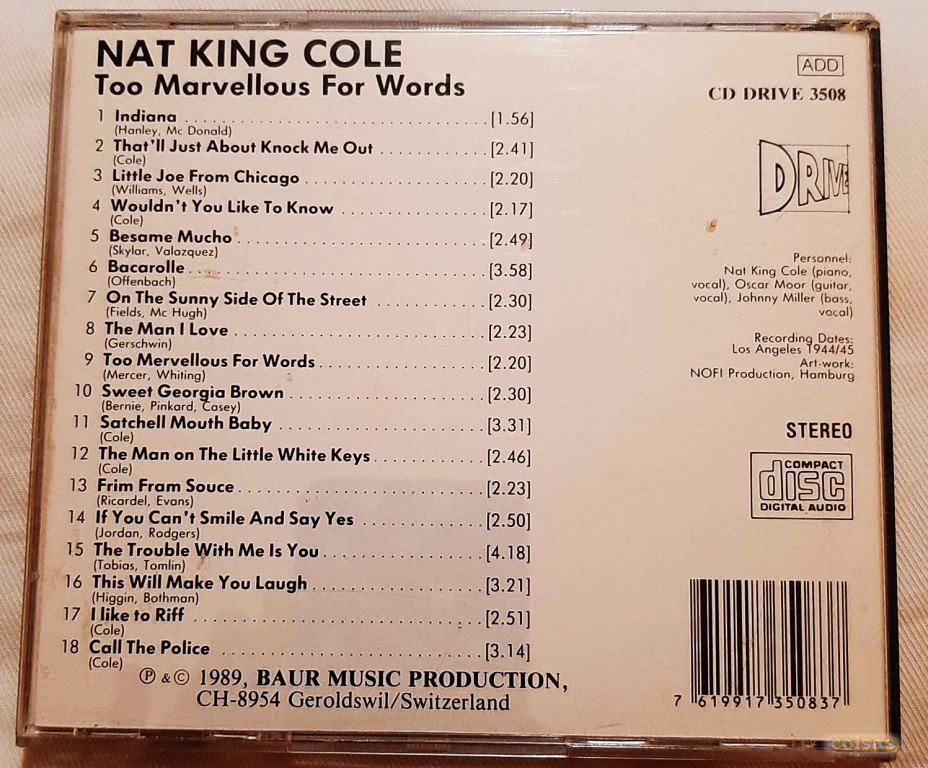 NAT KING COLE
Too Marvellous For Words
1 Indiana [1.56]
(Hanley, Mc Donald)
2 That'll Just About Knock Me Out [2.41]
(Cole)
3 Little Joe From Chicago [2.20]
(Williams, Wells)
4 Wouldn't You Like To Know [2.17]
(Cole)
5 Besame Mucho [2.49]
(Skylar, Valazquez)
6 Bacarolle [3.58]
(Offenbach)
7 On The Sunny Side Of The Street [2.30]
(Fields, Mc Hugh)
8 The Man I Love [2.23]
(Gerschwin)
9 Too Mervellous For Words [2.20]
(Mercer, Whiting)
10 Sweet Georgia Brown [2.30]
(Bernie, Pinkard, Casey)
11 Satchell Mouth Baby [3.31]
(Cole)
12 The Man on The Little White Keys [2.46]
(Cole)
13 Frim Fram Souce [2.23]
(Ricardel, Evans)
14 If You Can't Smile And Say Yes [2.50]
(Jordan, Rodgers)
15 The Trouble With Me Is You [4.18]
(Tobias, Tomlin)
16 This Will Make You Laugh [3.21]
(Higgin, Bothman)
17 I like to Riff [2.51]
(Cole)
18 Call The Police [3.14]
(Cole)
℗ & © 1989, BAUR MUSIC PRODUCTION,
CH-8954 Geroldswil/Switzerland
ADD
CD DRIVE 3508
DRIVE
Personnel:
Nat King Cole (piano,
vocal), Oscar Moor (guitar,
vocal), Johnny Miller (bass,
vocal)
Recording Dates:
Los Angeles 1944/45
Art-work:
NOFI Production, Hamburg
STEREO
COMPACT
disc
DIGITAL AUDIO
7 619917 350837
coisas